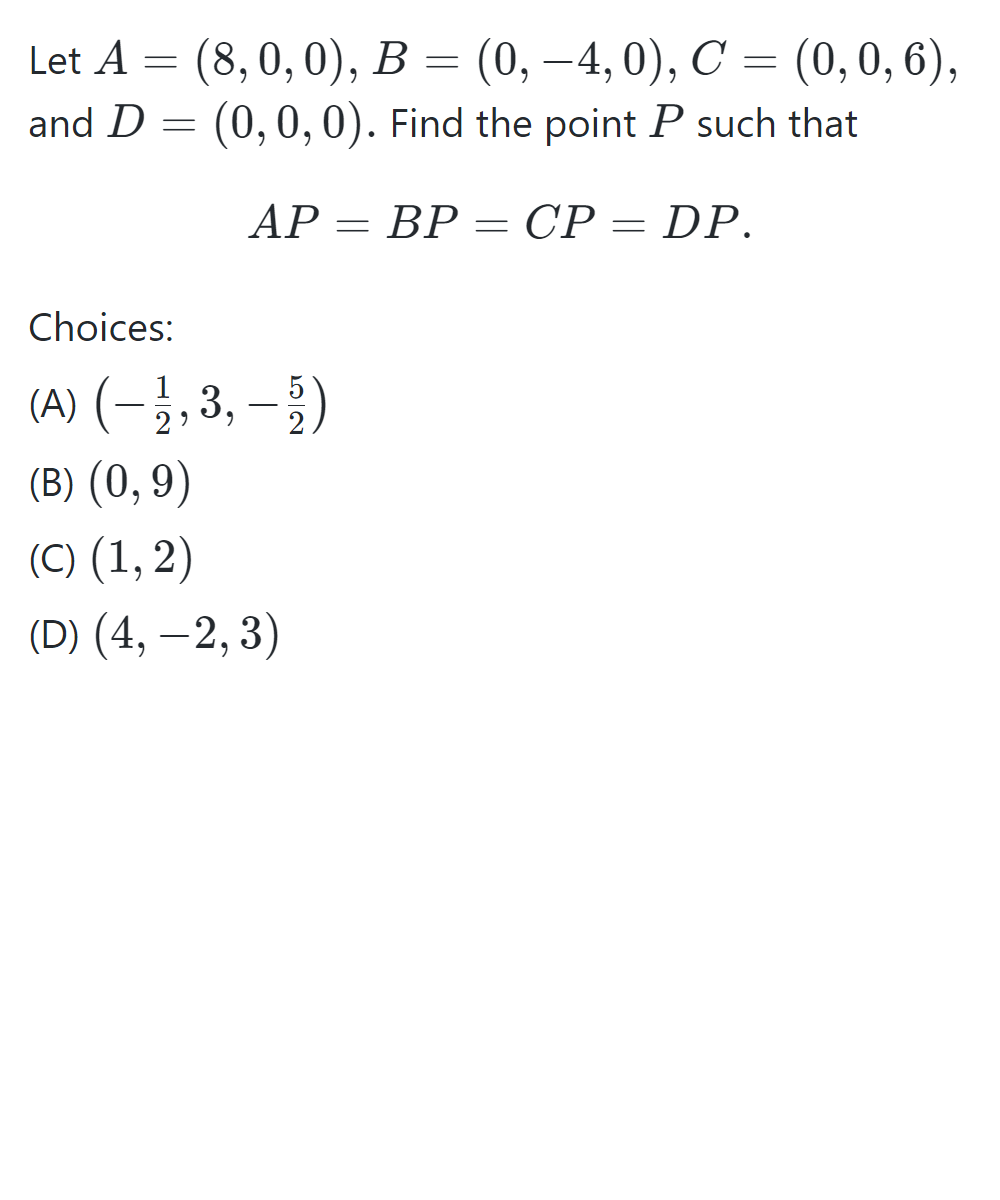 Let A = (8, 0, 0), B = (0, −4, 0), C = (0, 0, 6),
and D = (0, 0, 0). Find the point P such that
AP = BP = CP = DP.
Choices:
(A) (−\frac{1}{2}, 3, −\frac{5}{2})
(B) (0, 9)
(C) (1, 2)
(D) (4, −2, 3)